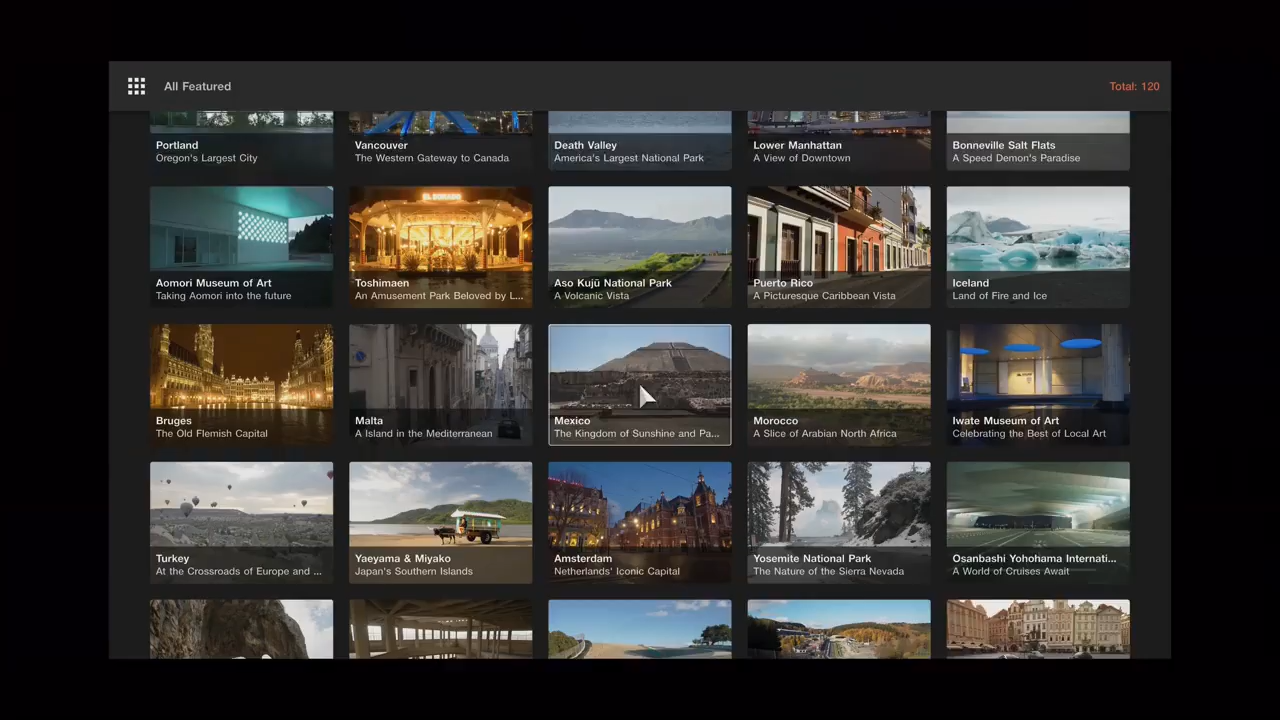 All Featured
Total: 120
Portland
Oregon's Largest City
Vancouver
The Western Gateway to Canada
Death Valley
America's Largest National Park
Lower Manhattan
A View of Downtown
Bonneville Salt Flats
A Speed Demon's Paradise
Aomori Museum of Art
Taking Aomori into the future
EL DORADO
Toshimaen
An Amusement Park Beloved by L...
Aso Kujū National Park
A Volcanic Vista
Puerto Rico
A Picturesque Caribbean Vista
Iceland
Land of Fire and Ice
Bruges
The Old Flemish Capital
Malta
A Island in the Mediterranean
Mexico
The Kingdom of Sunshine and Pa...
Morocco
A Slice of Arabian North Africa
Iwate Museum of Art
Celebrating the Best of Local Art
Turkey
At the Crossroads of Europe and ...
Yaeyama & Miyako
Japan's Southern Islands
Amsterdam
Netherlands' Iconic Capital
Yosemite National Park
The Nature of the Sierra Nevada
Osanbashi Yohohama Internati...
A World of Cruises Await